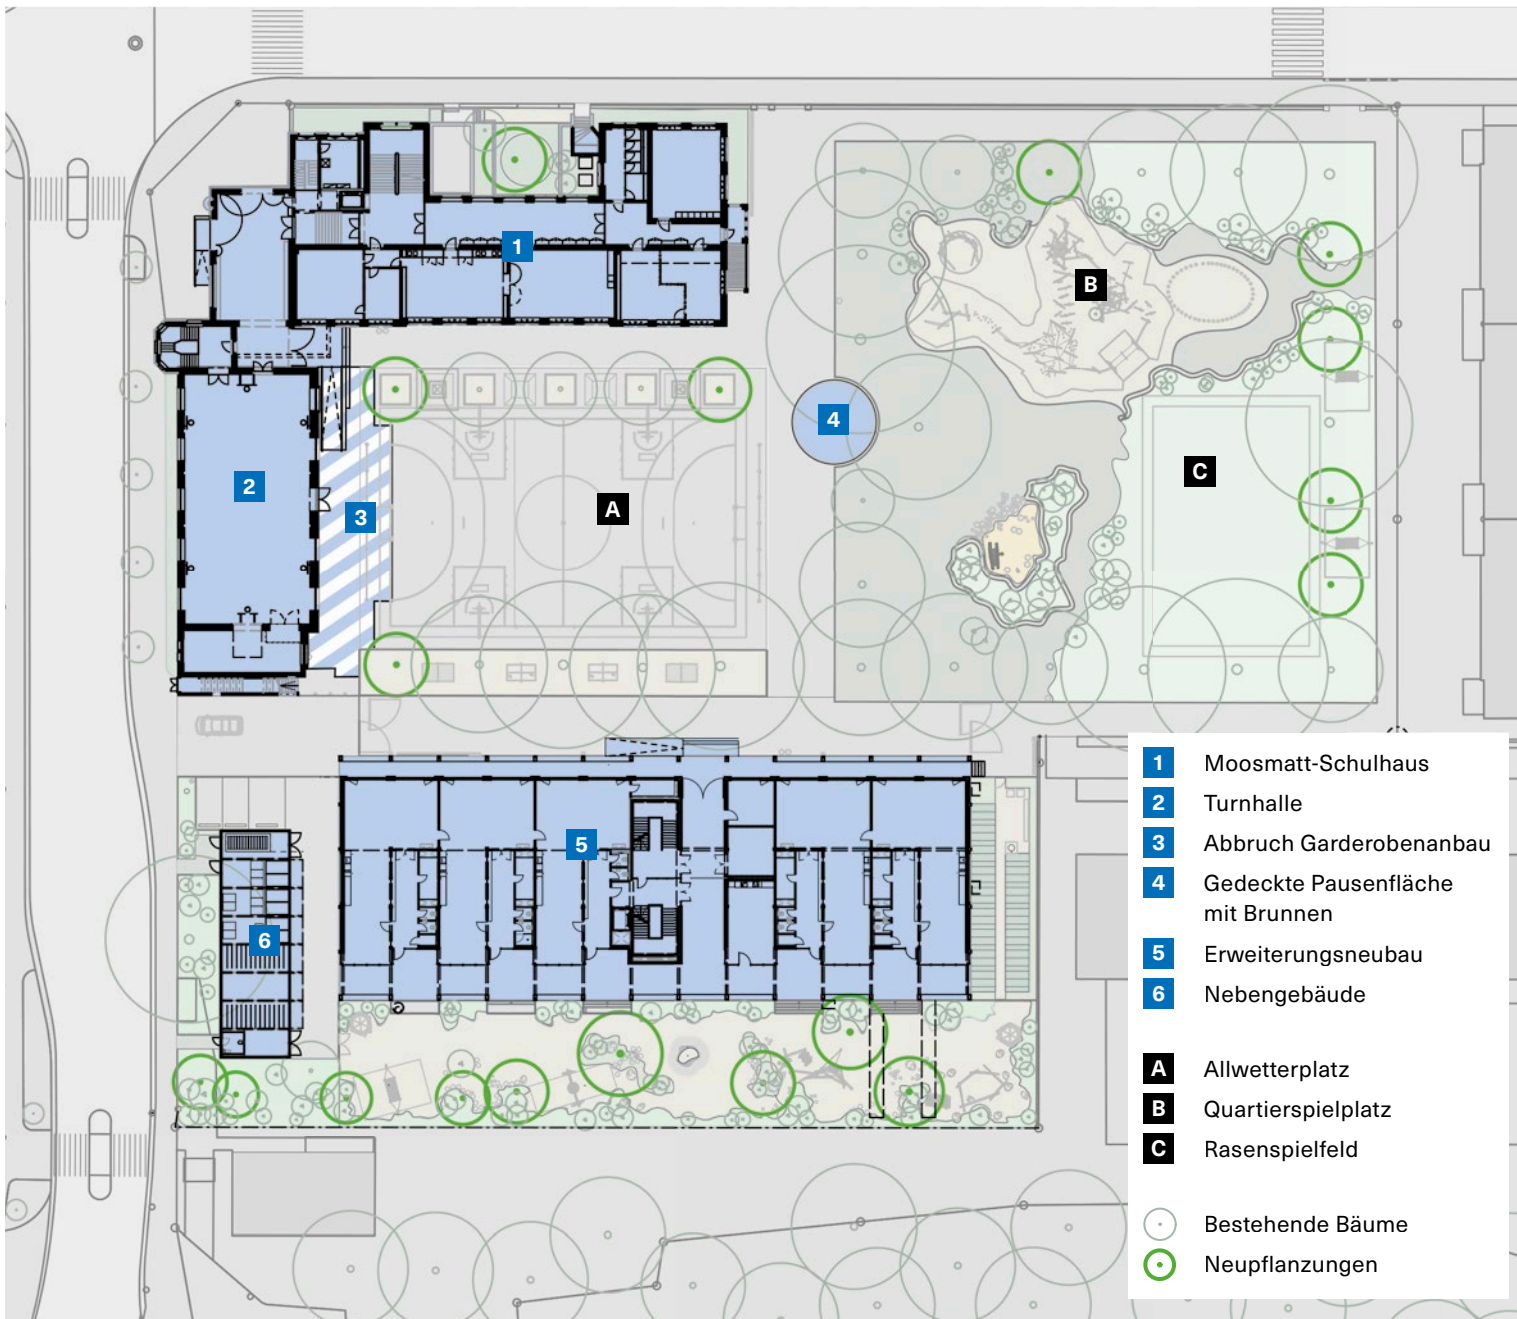 1
2
3
A
4
B
C
5
6
1 Moosmatt-Schulhaus
2 Turnhalle
3 Abbruch Garderobenanbau
4 Gedeckte Pausenfläche
mit Brunnen
5 Erweiterungsneubau
6 Nebengebäude
A Allwetterplatz
B Quartierspielplatz
C Rasenspielfeld
Bestehende Bäume
Neupflanzungen